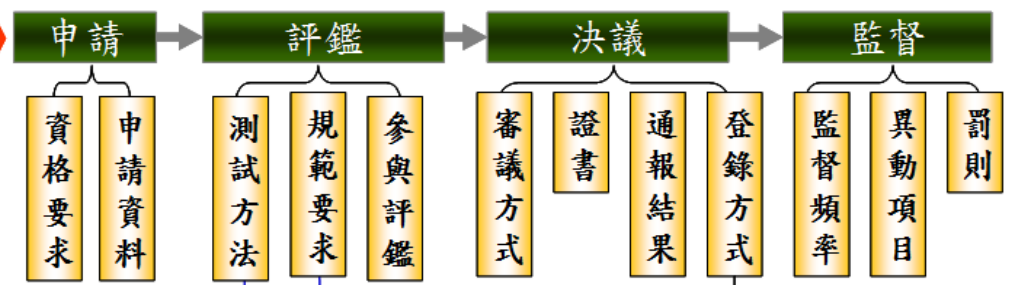 申請
評鑑
決議
監督
資格要求
申請資料
測試方法
規範要求
參與評鑑
審議方式
證書
通報結果
登錄方式
監督頻率
異動項目
罰則